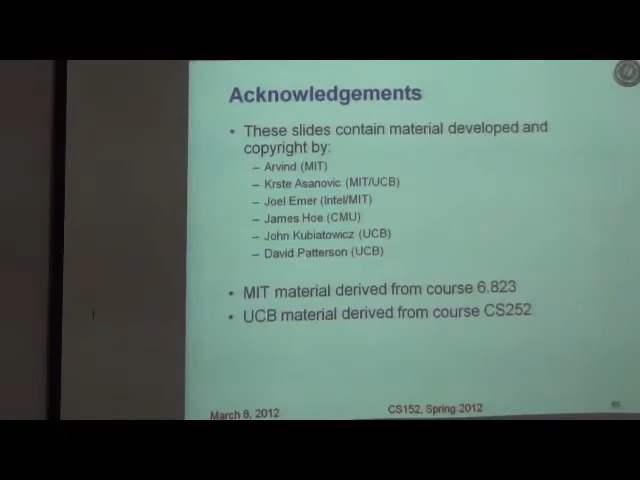 Acknowledgements
• These slides contain material developed and
copyright by:
– Arvind (MIT)
– Krste Asanovic (MIT/UCB)
– Joel Emer (Intel/MIT)
– James Hoe (CMU)
– John Kubiatowicz (UCB)
– David Patterson (UCB)
• MIT material derived from course 6.823
• UCB material derived from course CS252
March 8, 2012
CS152, Spring 2012